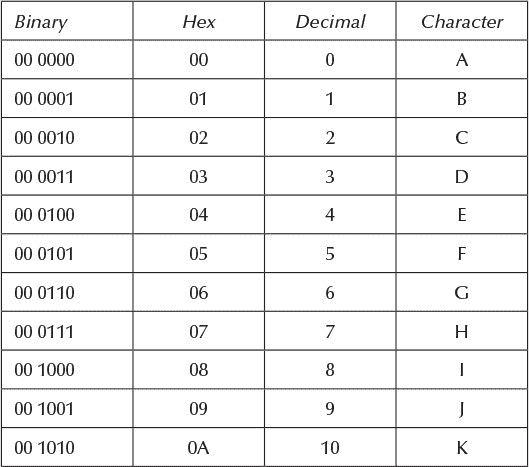 Binary Hex Decimal Character
00 0000 00 0 A
00 0001 01 1 B
00 0010 02 2 C
00 0011 03 3 D
00 0100 04 4 E
00 0101 05 5 F
00 0110 06 6 G
00 0111 07 7 H
00 1000 08 8 I
00 1001 09 9 J
00 1010 0A 10 K